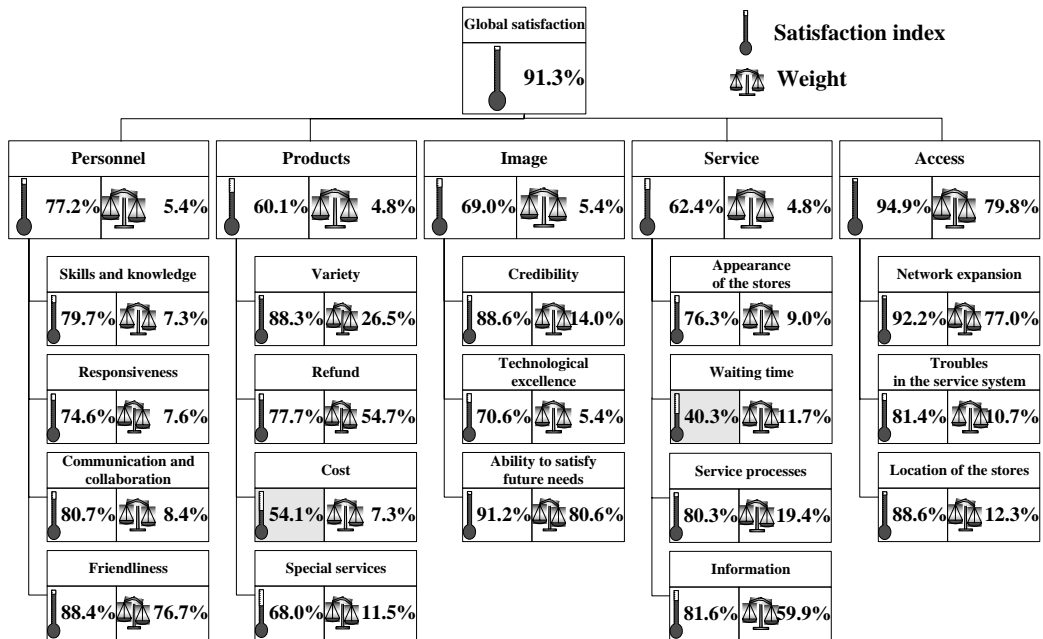 Global satisfaction
91.3%
Satisfaction index
Weight
Personnel
77.2% 5.4%
Products
60.1% 4.8%
Image
69.0% 5.4%
Service
62.4% 4.8%
Access
94.9% 79.8%
Skills and knowledge
79.7% 7.3%
Responsiveness
74.6% 7.6%
Communication and
collaboration
80.7% 8.4%
Friendliness
88.4% 76.7%
Variety
88.3% 26.5%
Refund
77.7% 54.7%
Cost
54.1% 7.3%
Special services
68.0% 11.5%
Credibility
88.6% 14.0%
Technological
excellence
70.6% 5.4%
Ability to satisfy
future needs
91.2% 80.6%
Appearance
of the stores
76.3% 9.0%
Waiting time
40.3% 11.7%
Service processes
80.3% 19.4%
Information
81.6% 59.9%
Network expansion
92.2% 77.0%
Troubles
in the service system
81.4% 10.7%
Location of the stores
88.6% 12.3%